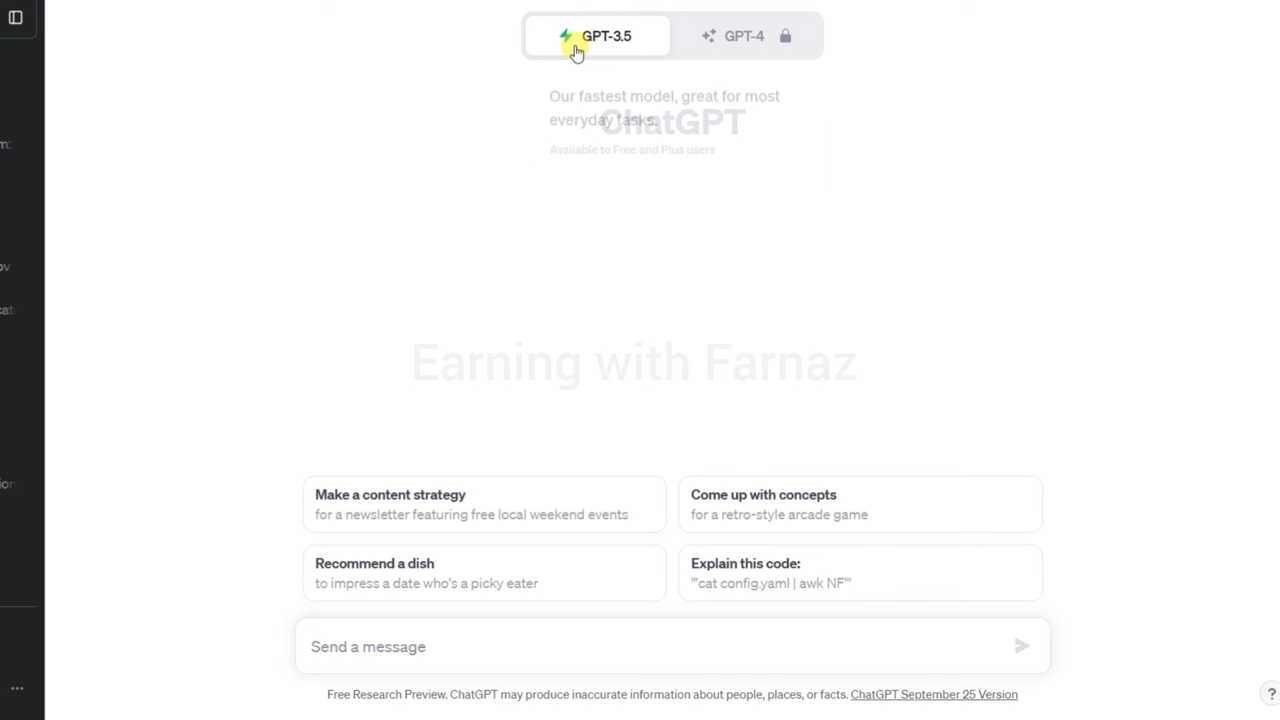 GPT-3.5
GPT-4
Our fastest model, great for most
everyday tasks.
ChatGPT
Available to Free and Plus users
m:
ov
cat
Earning with Farnaz
ion
Make a content strategy
for a newsletter featuring free local weekend events
Come up with concepts
for a retro-style arcade game
Recommend a dish
to impress a date who's a picky eater
Explain this code:
"'cat config.yaml | awk NF'"
Send a message
Free Research Preview. ChatGPT may produce inaccurate information about people, places, or facts. ChatGPT September 25 Version
?